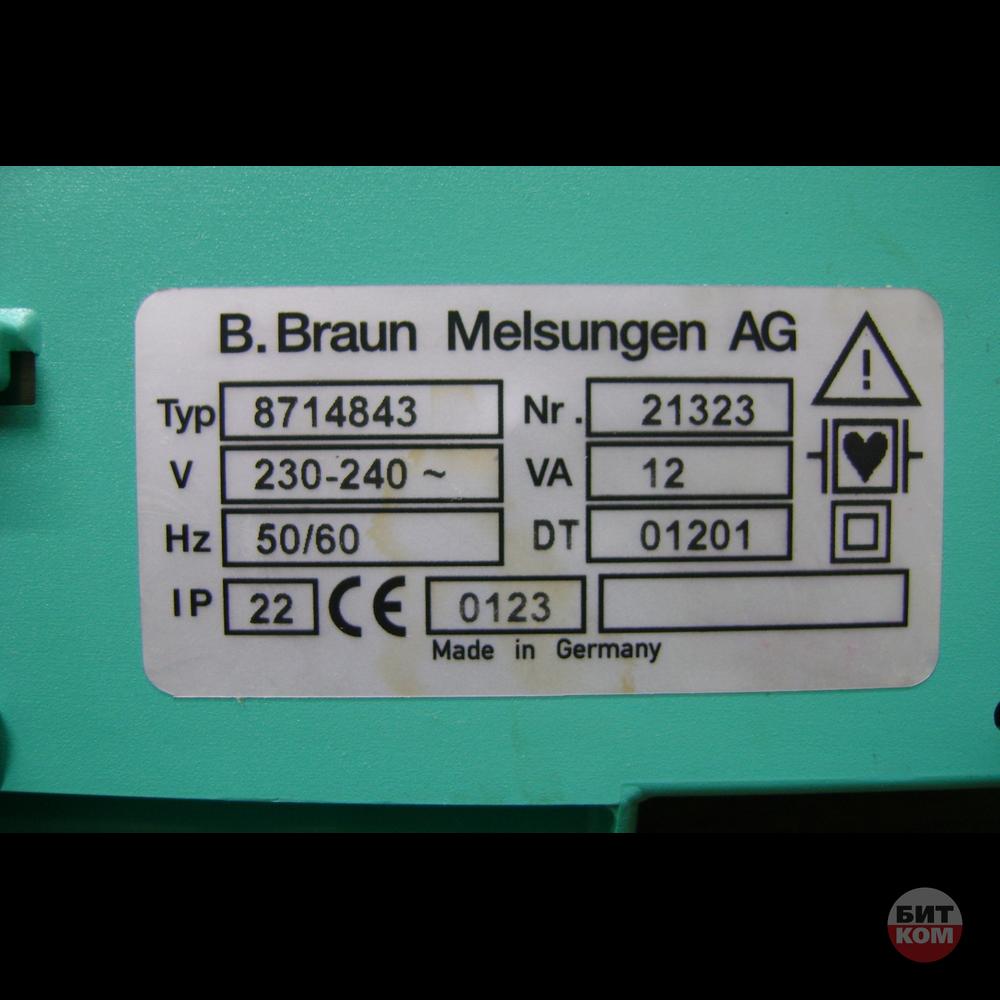 B. Braun Melsungen AG
Typ 8714843 Nr. 21323
V 230-240 ~ VA 12
Hz 50/60 DT 01201
IP 22 CE 0123
Made in Germany
БИТ
КОМ